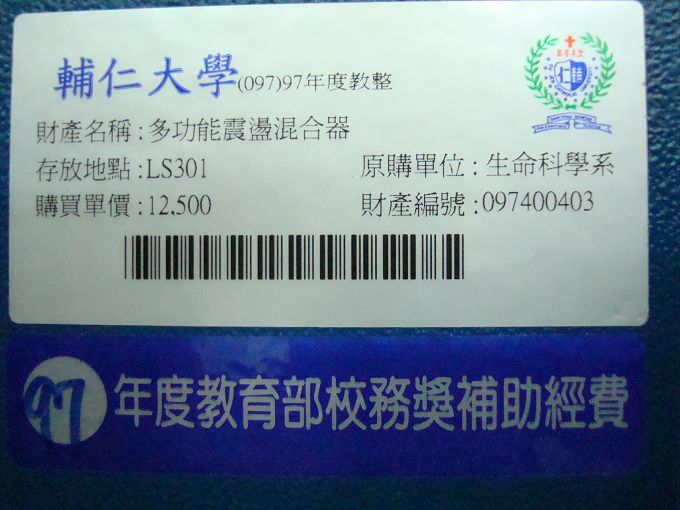 輔仁大學(097)97年度教整
財產名稱:多功能震盪混合器
存放地點:LS301 原購單位:生命科學系
購買單價:12,500 財產編號:097400403
97年度教育部校務獎補助經費